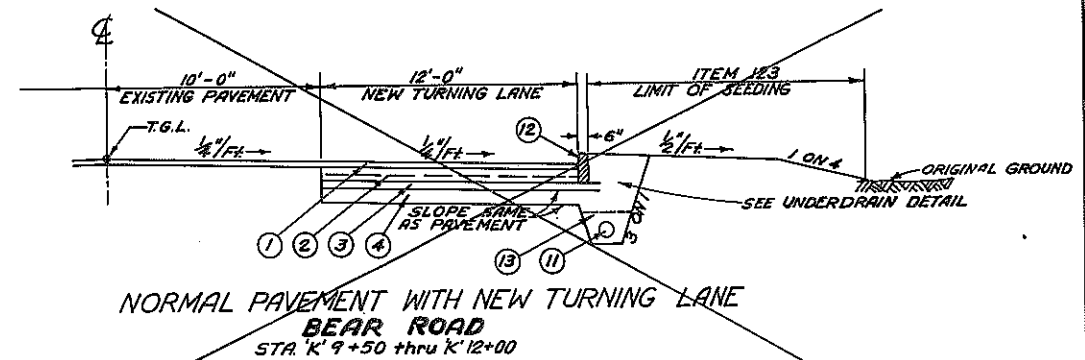 ℄
10'-0"
EXISTING PAVEMENT
12'-0"
NEW TURNING LANE
ITEM 123
LIMIT OF SEEDING
T.G.L.
1/4"/Ft.
1/4"/Ft.
12
6"
1/2"/Ft.
1 ON 4
ORIGINAL GROUND
SEE UNDERDRAIN DETAIL
SLOPE SAME
AS PAVEMENT
3 ON 1
1
2
3
4
13
11
NORMAL PAVEMENT WITH NEW TURNING LANE
BEAR ROAD
STA. 'K' 9+50 thru 'K' 12+00